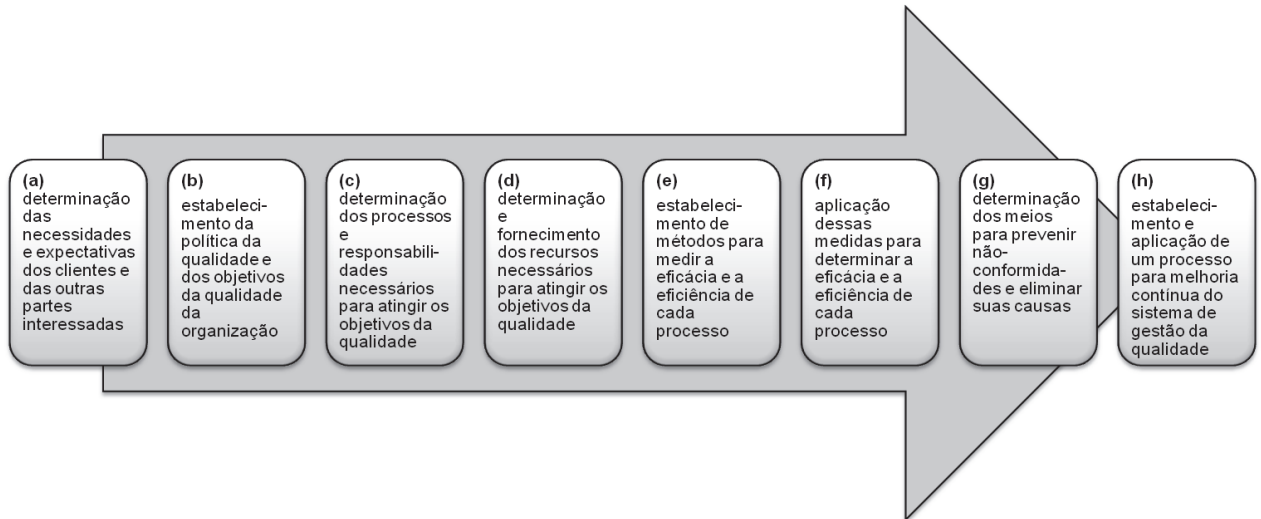 (a)
determinação
das
necessidades
e expectativas
dos clientes e
das outras
partes
interessadas
(b)
estabeleci-
mento da
política da
qualidade e
dos objetivos
da qualidade
da
organização
(c)
determinação
dos processos
e
responsabili-
dades
necessários
para atingir os
objetivos da
qualidade
(d)
determinação
e
fornecimento
dos recursos
necessários
para atingir os
objetivos da
qualidade
(e)
estabeleci-
mento de
métodos para
medir a
eficácia e a
eficiência de
cada
processo
(f)
aplicação
dessas
medidas para
determinar a
eficácia e a
eficiência de
cada
processo
(g)
determinação
dos meios
para prevenir
não-
conformida-
des e eliminar
suas causas
(h)
estabeleci-
mento e
aplicação de
um processo
para melhoria
contínua do
sistema de
gestão da
qualidade